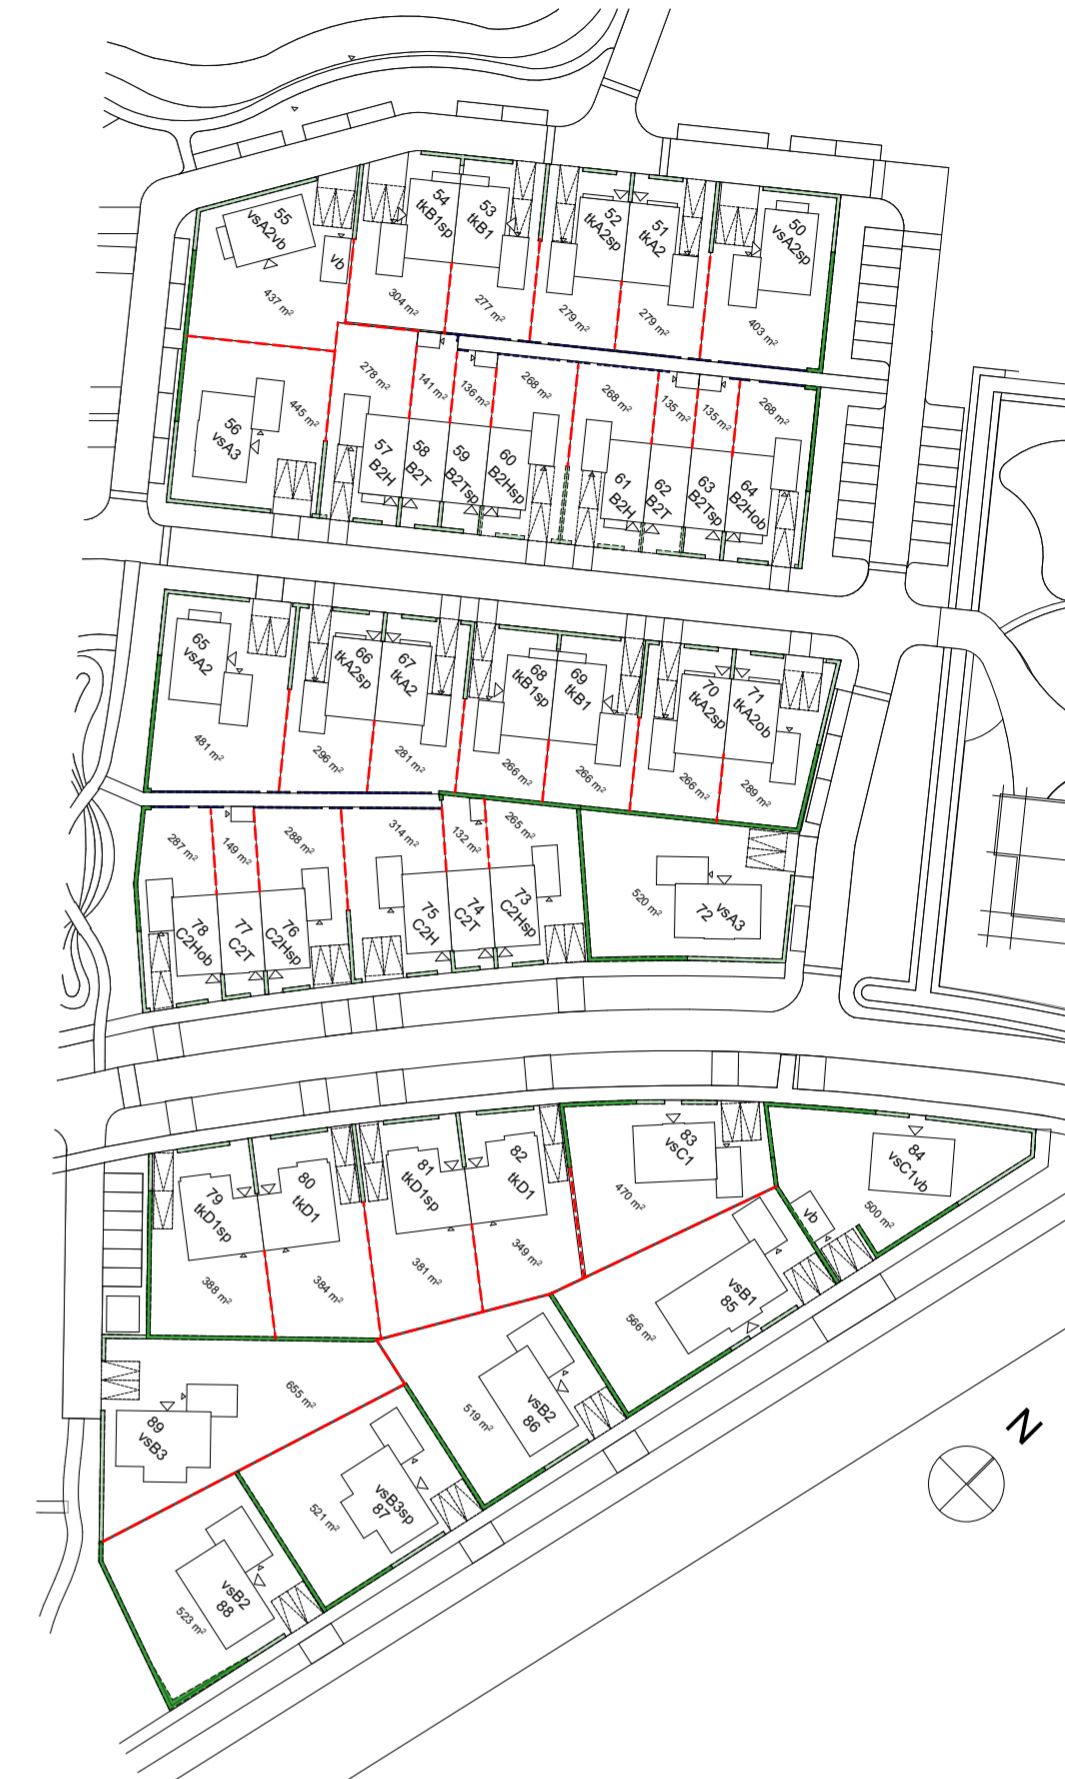 54
tkB1sp
53
tkB1
52
tkA2sp
51
tkA2
50
vsA2sp
55
vsA2vb
vb
437 m²
304 m²
277 m²
279 m²
279 m²
403 m²
278 m²
141 m²
136 m²
268 m²
268 m²
135 m²
135 m²
268 m²
445 m²
56
vsA3
57
B2H
58
B2T
59
B2Tsp
60
B2Hsp
61
B2H
62
B2T
63
B2Tsp
64
B2Hob
65
vsA2
66
tkA2sp
67
tkA2
68
tkB1sp
69
tkB1
70
tkA2sp
71
tkA2ob
481 m²
296 m²
281 m²
266 m²
266 m²
266 m²
289 m²
287 m²
149 m²
288 m²
314 m²
132 m²
265 m²
520 m²
78
C2Hob
77
C2T
76
C2Hsp
75
C2H
74
C2T
73
C2Hsp
vsA3
72
79
tkD1sp
80
tkD1
81
tkD1sp
82
tkD1
83
vsC1
84
vsC1vb
vb
388 m²
384 m²
381 m²
349 m²
470 m²
500 m²
vsB1
85
566 m²
vsB2
86
519 m²
655 m²
89
vsB3
vsB3sp
87
521 m²
vsB2
88
523 m²
N